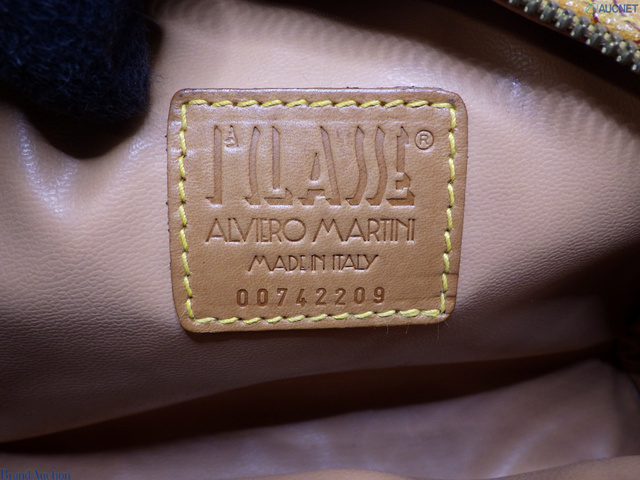 AUCNET
1ª CLASSE ®
ALVIERO MARTINI
MADE IN ITALY
00742209
Brand Auction